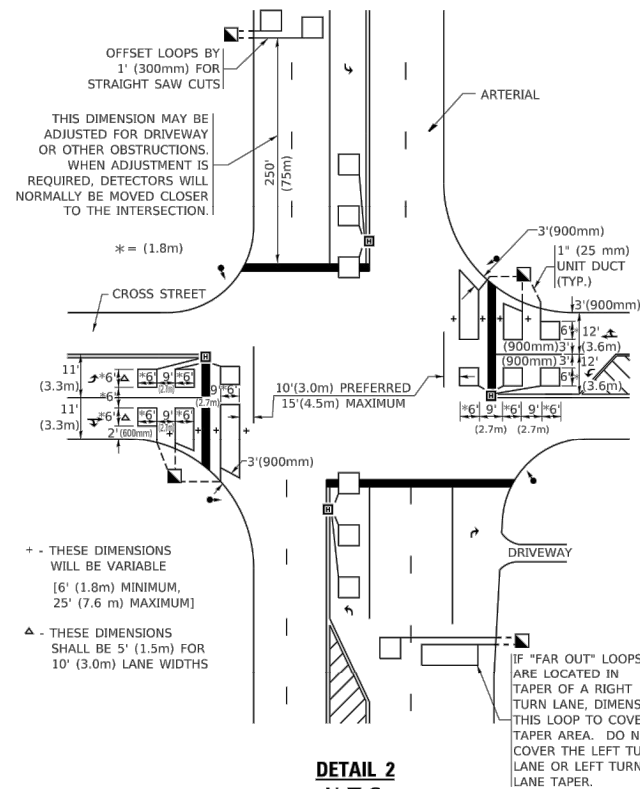 OFFSET LOOPS BY
1' (300mm) FOR
STRAIGHT SAW CUTS
ARTERIAL
THIS DIMENSION MAY BE
ADJUSTED FOR DRIVEWAY
OR OTHER OBSTRUCTIONS.
WHEN ADJUSTMENT IS
REQUIRED, DETECTORS WILL
NORMALLY BE MOVED CLOSER
TO THE INTERSECTION.
250'
(75m)
* = (1.8m)
H
3'(900mm)
1" (25 mm)
UNIT DUCT
(TYP.)
CROSS STREET
3'(900mm)
6' * 12'
(900mm) 3' (3.6m)
(900mm) 3' 12'
6' *
(3.6m)
H
11'
(3.3m)
*6'
*6' 9' *6'
(2.7m)
9'
*6'
(2.7m)
*6'
11'
(3.3m)
*6'
*6' 9' *6'
2' (600mm)
10'(3.0m) PREFERRED
15'(4.5m) MAXIMUM
H
*6' 9' *6' 9' *6'
(2.7m) (2.7m)
3'(900mm)
H
+ - THESE DIMENSIONS
WILL BE VARIABLE
[6' (1.8m) MINIMUM,
25' (7.6 m) MAXIMUM]
DRIVEWAY
△ - THESE DIMENSIONS
SHALL BE 5' (1.5m) FOR
10' (3.0m) LANE WIDTHS
IF "FAR OUT" LOOPS
ARE LOCATED IN
TAPER OF A RIGHT
TURN LANE, DIMENS
THIS LOOP TO COVE
TAPER AREA. DO N
COVER THE LEFT TU
LANE OR LEFT TURN
LANE TAPER.
DETAIL 2